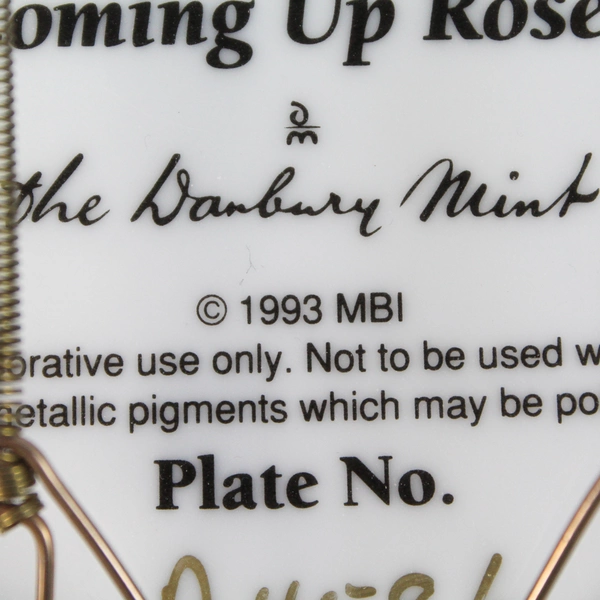 oming Up Rose
dm
The Danbury Mint
© 1993 MBI
orative use only. Not to be used w
etallic pigments which may be po
Plate No.